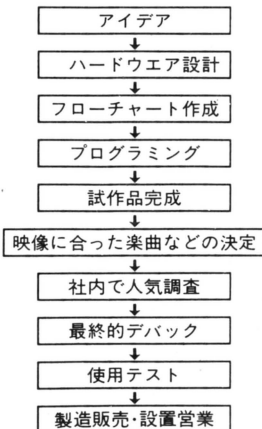 アイデア
ハードウエア設計
フローチャート作成
プログラミング
試作品完成
映像に合った楽曲などの決定
社内で人気調査
最終的デバック
使用テスト
製造販売・設置営業